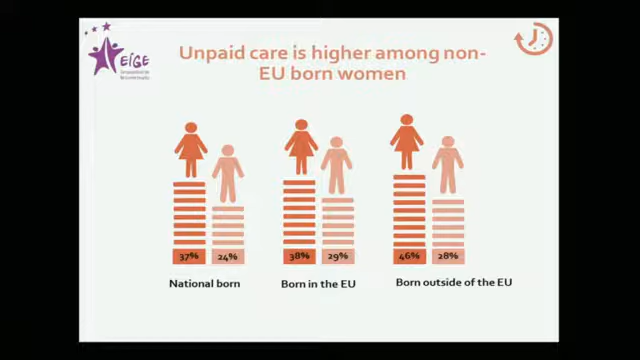 EIGE
Unpaid care is higher among non-
EU born women
37%
24%
38%
29%
46%
28%
National born
Born in the EU
Born outside of the EU